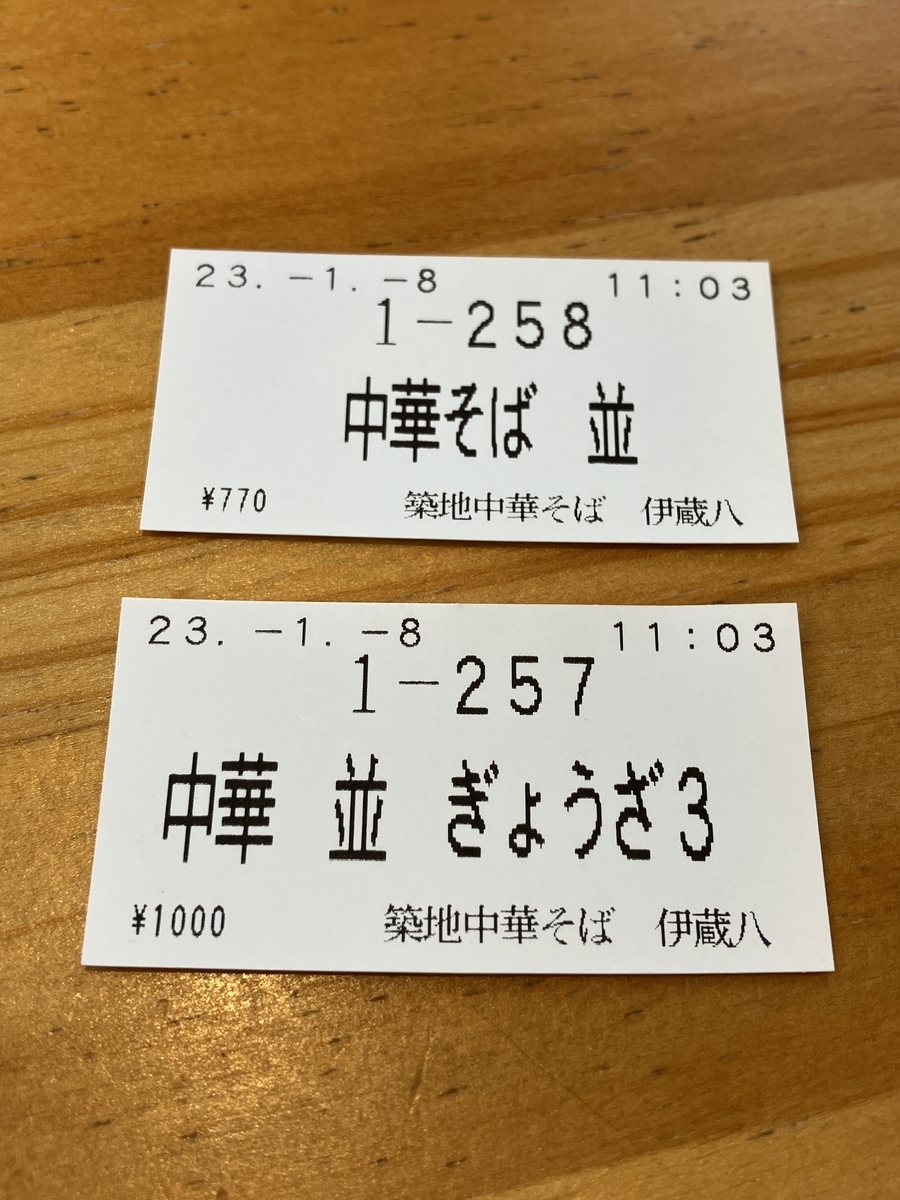 23.-1.-8 11:03
1-258
中華そば 並
¥770 築地中華そば 伊蔵八
23.-1.-8 11:03
1-257
中華 並 ぎょうざ3
¥1000 築地中華そば 伊蔵八